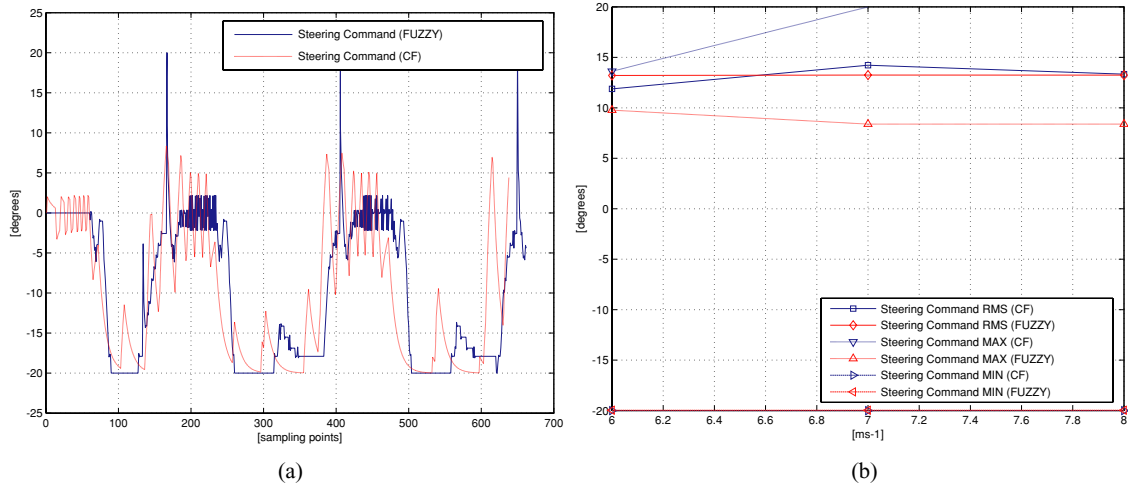 25
20
15
10
5
0
-5
-10
-15
-20
-25
[degrees]
0
100
200
300
400
500
600
700
[sampling points]
Steering Command (FUZZY)
Steering Command (CF)
(a)
20
15
10
5
0
-5
-10
-15
-20
[degrees]
6
6.2
6.4
6.6
6.8
7
7.2
7.4
7.6
7.8
8
[ms-1]
Steering Command RMS (CF)
Steering Command RMS (FUZZY)
Steering Command MAX (CF)
Steering Command MAX (FUZZY)
Steering Command MIN (CF)
Steering Command MIN (FUZZY)
(b)